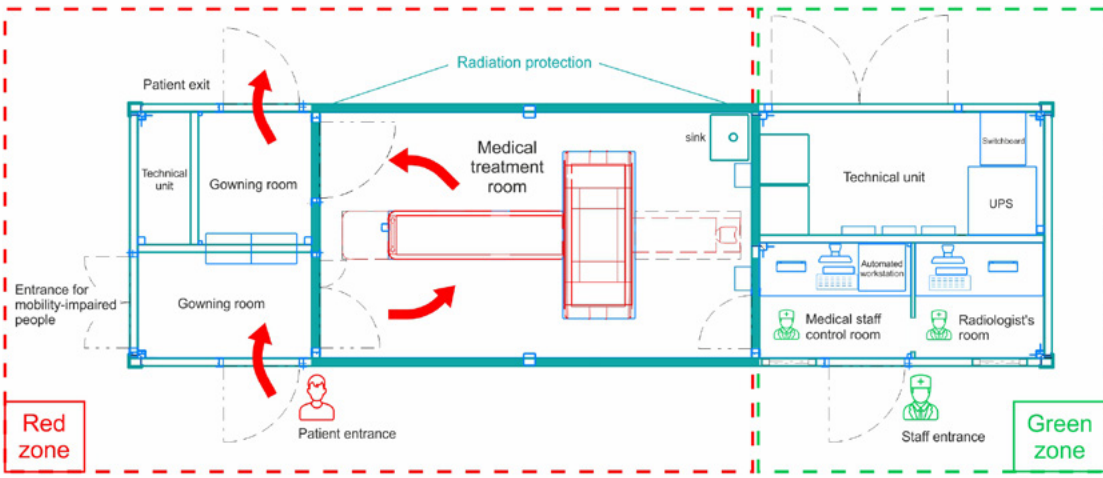 Patient exit
Radiation protection
Technical
unit
Gowning room
Medical
treatment
room
sink
Technical unit
Switchboard
UPS
Entrance for
mobility-impaired
people
Gowning room
Automated
workstation
Medical staff
control room
Radiologist's
room
Red
zone
Patient entrance
Staff entrance
Green
zone